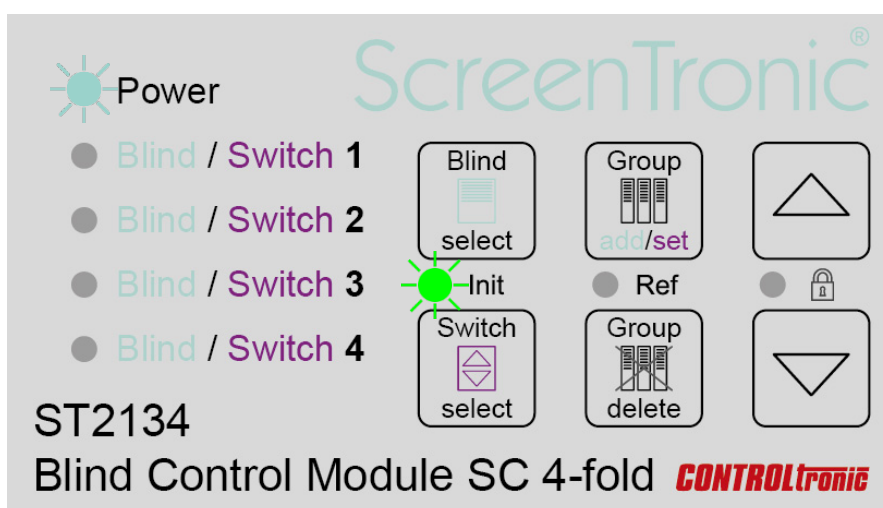 ScreenTronic®
Power
Blind / Switch 1
Blind / Switch 2
Blind / Switch 3
Blind / Switch 4
Blind
select
Group
add/set
Init
Ref
Switch
select
Group
delete
ST2134
Blind Control Module SC 4-fold CONTROLtronic